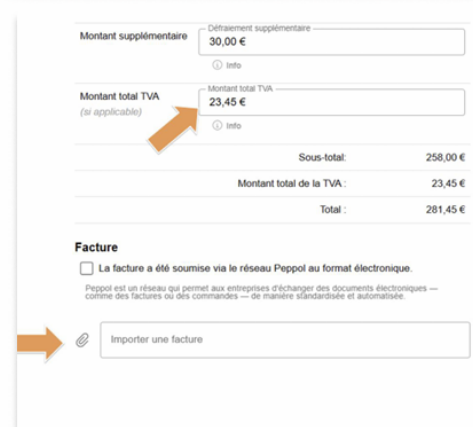 Montant supplémentaire
Défraiement supplémentaire
30,00 €
Info
Montant total TVA
(si applicable)
Montant total TVA
23,45 €
Info
Sous-total: 258,00 €
Montant total de la TVA : 23,45 €
Total : 281,45 €
Facture
La facture a été soumise via le réseau Peppol au format électronique.
Peppol est un réseau qui permet aux entreprises d'échanger des documents électroniques —
comme des factures ou des commandes — de manière standardisée et automatisée.
Importer une facture